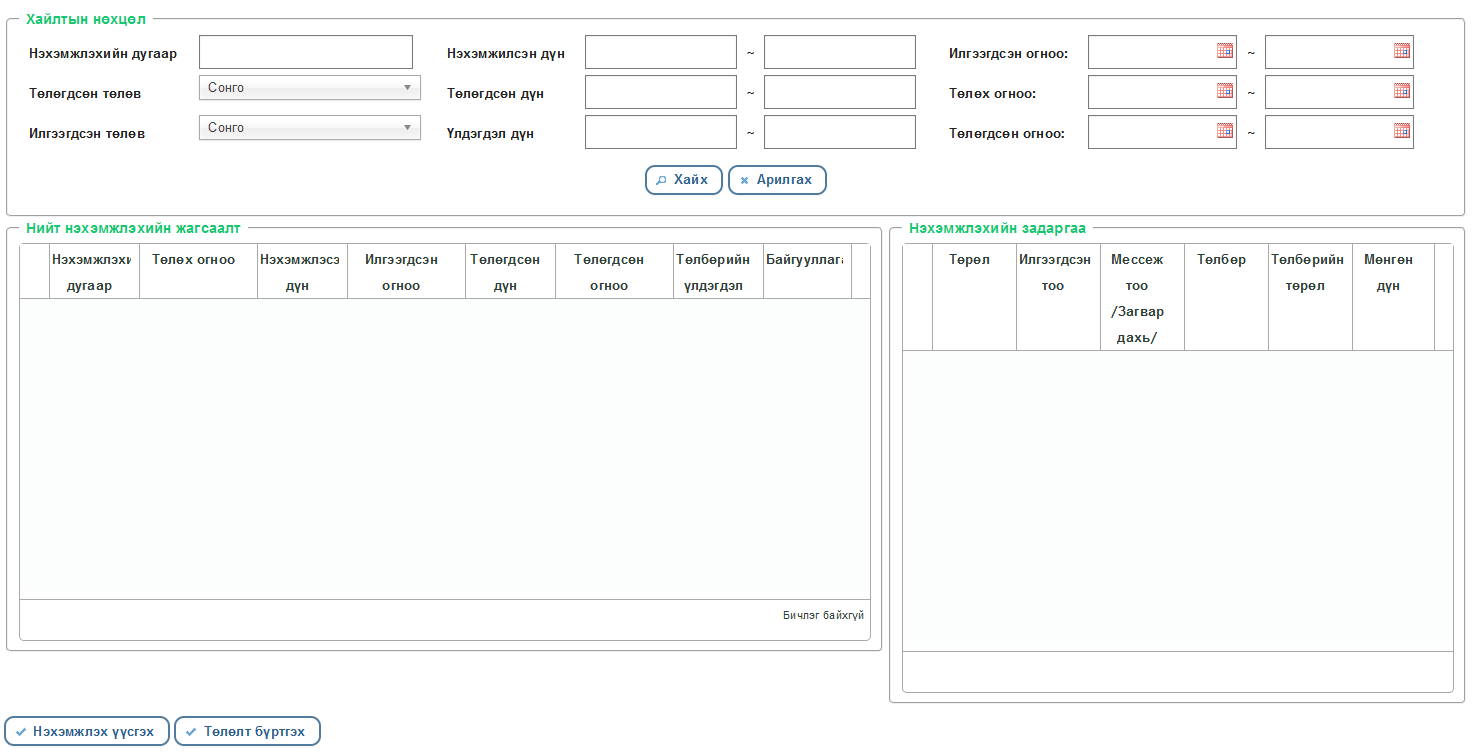 Хайлтын нөхцөл
Нэхэмжлэхийн дугаар Нэхэмжилсэн дүн ~ Илгээгдсэн огноо: ~
Төлөгдсөн төлөв Сонго Төлөгдсөн дүн ~ Төлөх огноо: ~
Илгээгдсэн төлөв Сонго Үлдэгдэл дүн ~ Төлөгдсөн огноо: ~
Хайх Арилгах
Нийт нэхэмжлэхийн жагсаалт
Нэхэмжлэхи Төлөх огноо Нэхэмжлэсэ Илгээгдсэн Төлөгдсөн Төлөгдсөн Төлбөрийн Байгууллага
дугаар дүн огноо дүн огноо үлдэгдэл
Бичлэг байхгүй
Нэхэмжлэхийн задаргаа
Төрөл Илгээгдсэн Мессеж Төлбөр Төлбөрийн Мөнгөн
тоо тоо төрөл дүн
/Загвар
дахь/
Нэхэмжлэх үүсгэх Төлөлт бүртгэх